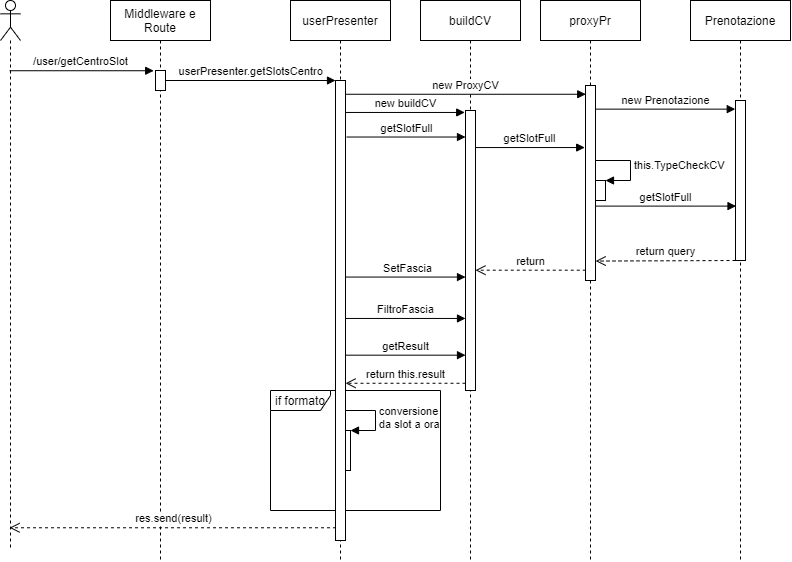 Middleware e
Route
userPresenter
buildCV
proxyPr
Prenotazione
/user/getCentroSlot
userPresenter.getSlotsCentro
new ProxyCV
new buildCV
new Prenotazione
getSlotFull
getSlotFull
this.TypeCheckCV
getSlotFull
return query
return
SetFascia
FiltroFascia
getResult
return this.result
if formato
conversione
da slot a ora
res.send(result)